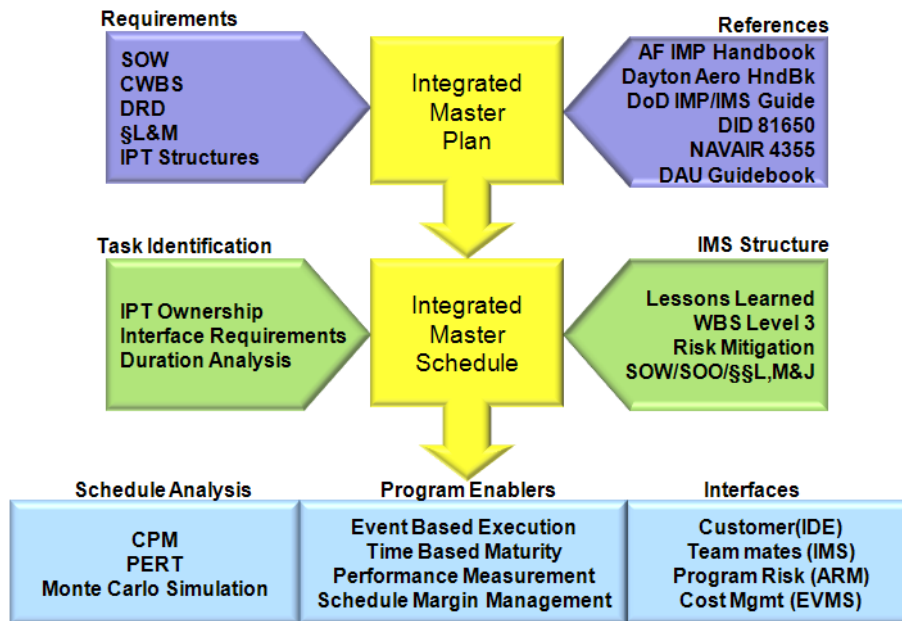 Requirements
SOW
CWBS
DRD
§L&M
IPT Structures
Integrated
Master
Plan
References
AF IMP Handbook
Dayton Aero HndBk
DoD IMP/IMS Guide
DID 81650
NAVAIR 4355
DAU Guidebook
Task Identification
IPT Ownership
Interface Requirements
Duration Analysis
Integrated
Master
Schedule
IMS Structure
Lessons Learned
WBS Level 3
Risk Mitigation
SOW/SOO/§§L,M&J
Schedule Analysis
CPM
PERT
Monte Carlo Simulation
Program Enablers
Event Based Execution
Time Based Maturity
Performance Measurement
Schedule Margin Management
Interfaces
Customer(IDE)
Team mates (IMS)
Program Risk (ARM)
Cost Mgmt (EVMS)